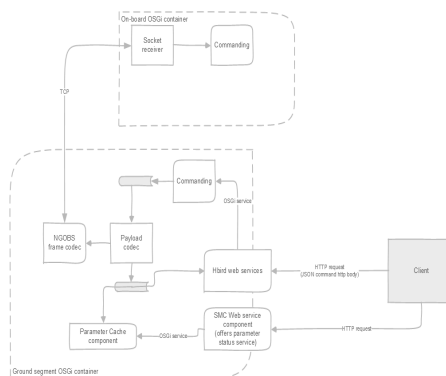 On-board OSGi container
Socket
receiver
Commanding
TCP
Commanding
OSGi service
NGOBS
frame codec
Payload
codec
Hbird web services
HTTP request
(JSON command http body)
Client
SMC Web service
component
(offers parameter
status service)
HTTP request
OSGi service
Parameter Cache
component
Ground segment OSGi container